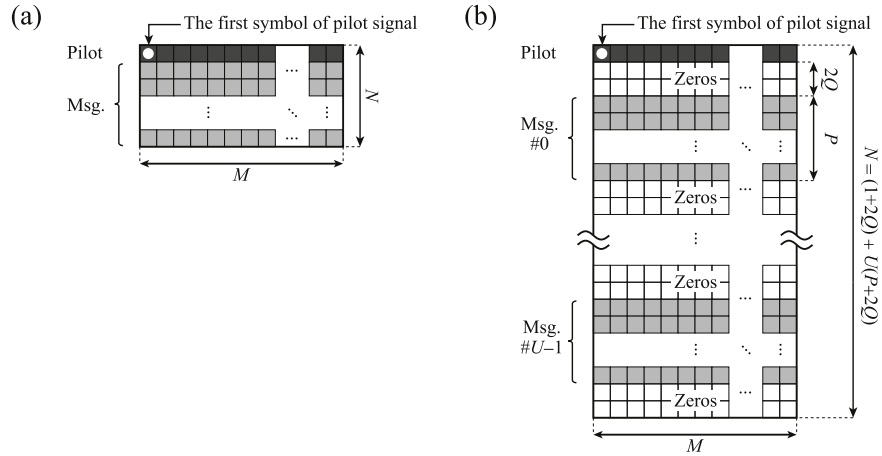 (a)
The first symbol of pilot signal
Pilot
Msg.
...
N
M
(b)
The first symbol of pilot signal
Pilot
Zeros
...
2Q
Msg.
#0
P
Zeros
...
N = (1+2Q) + U(P+2Q)
Zeros
...
Msg.
#U–1
Zeros
...
M